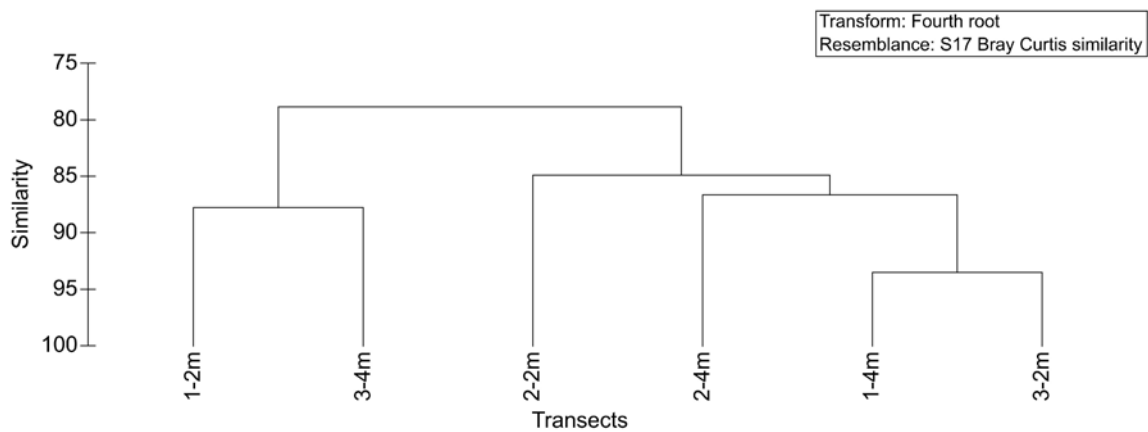 Transform: Fourth root
Resemblance: S17 Bray Curtis similarity
75
80
85
90
95
100
Similarity
1-2m
3-4m
2-2m
2-4m
1-4m
3-2m
Transects